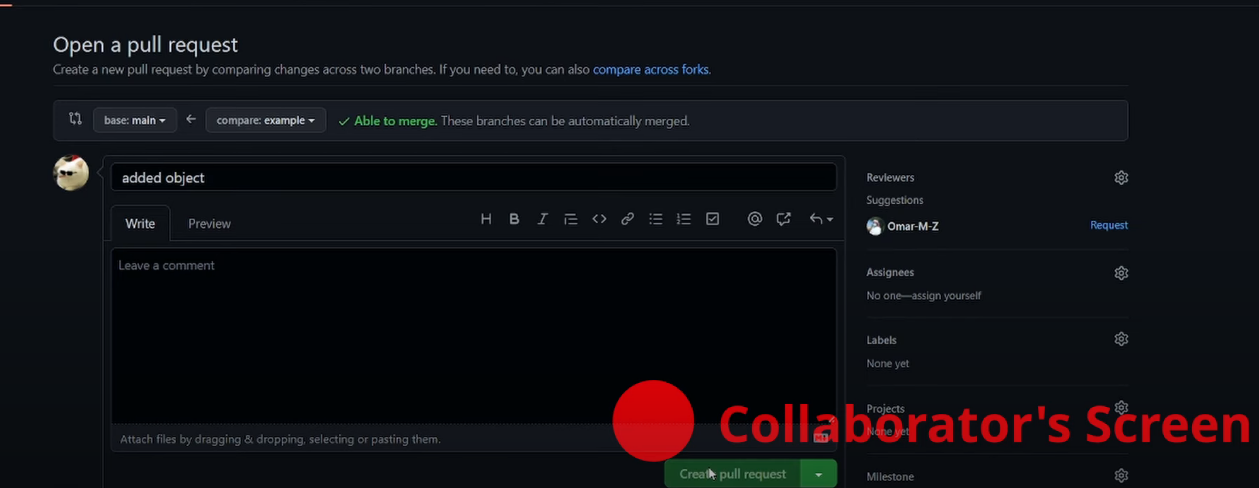 Open a pull request
Create a new pull request by comparing changes across two branches. If you need to, you can also compare across forks.
base: main
compare: example
Able to merge. These branches can be automatically merged.
added object
Write
Preview
Leave a comment
Attach files by dragging & dropping, selecting or pasting them.
Create pull request
Reviewers
Suggestions
Omar-M-Z
Request
Assignees
No one—assign yourself
Labels
None yet
Projects
None yet
Milestone
Collaborator's Screen